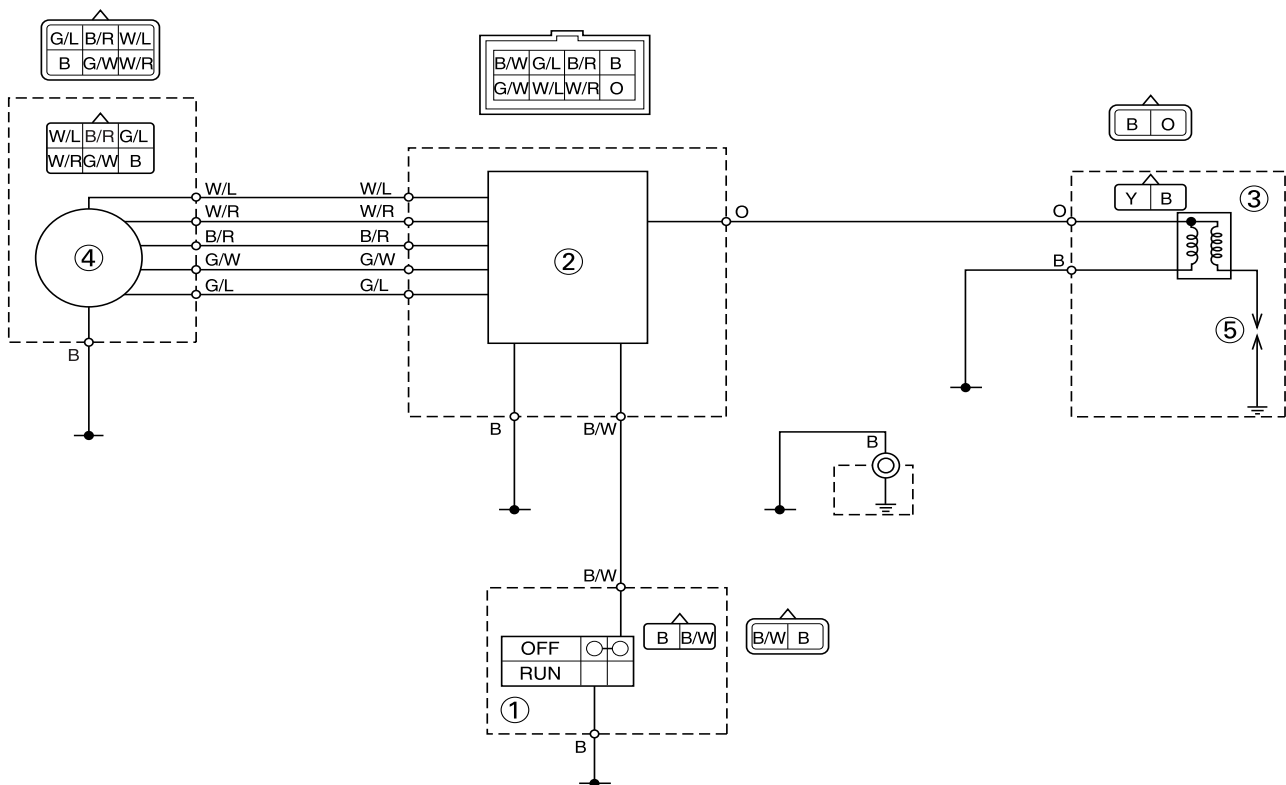 G/L B/R W/L
B G/W W/R
B/W G/L B/R B
G/W W/L W/R O
B O
W/L B/R G/L
W/R G/W B
Y B
③
W/L W/L
W/R W/R
O O
B/R B/R
G/W G/W
④
②
B
G/L G/L
⑤
B
B B/W
B
B/W
B B/W
B/W B
OFF
RUN
①
B